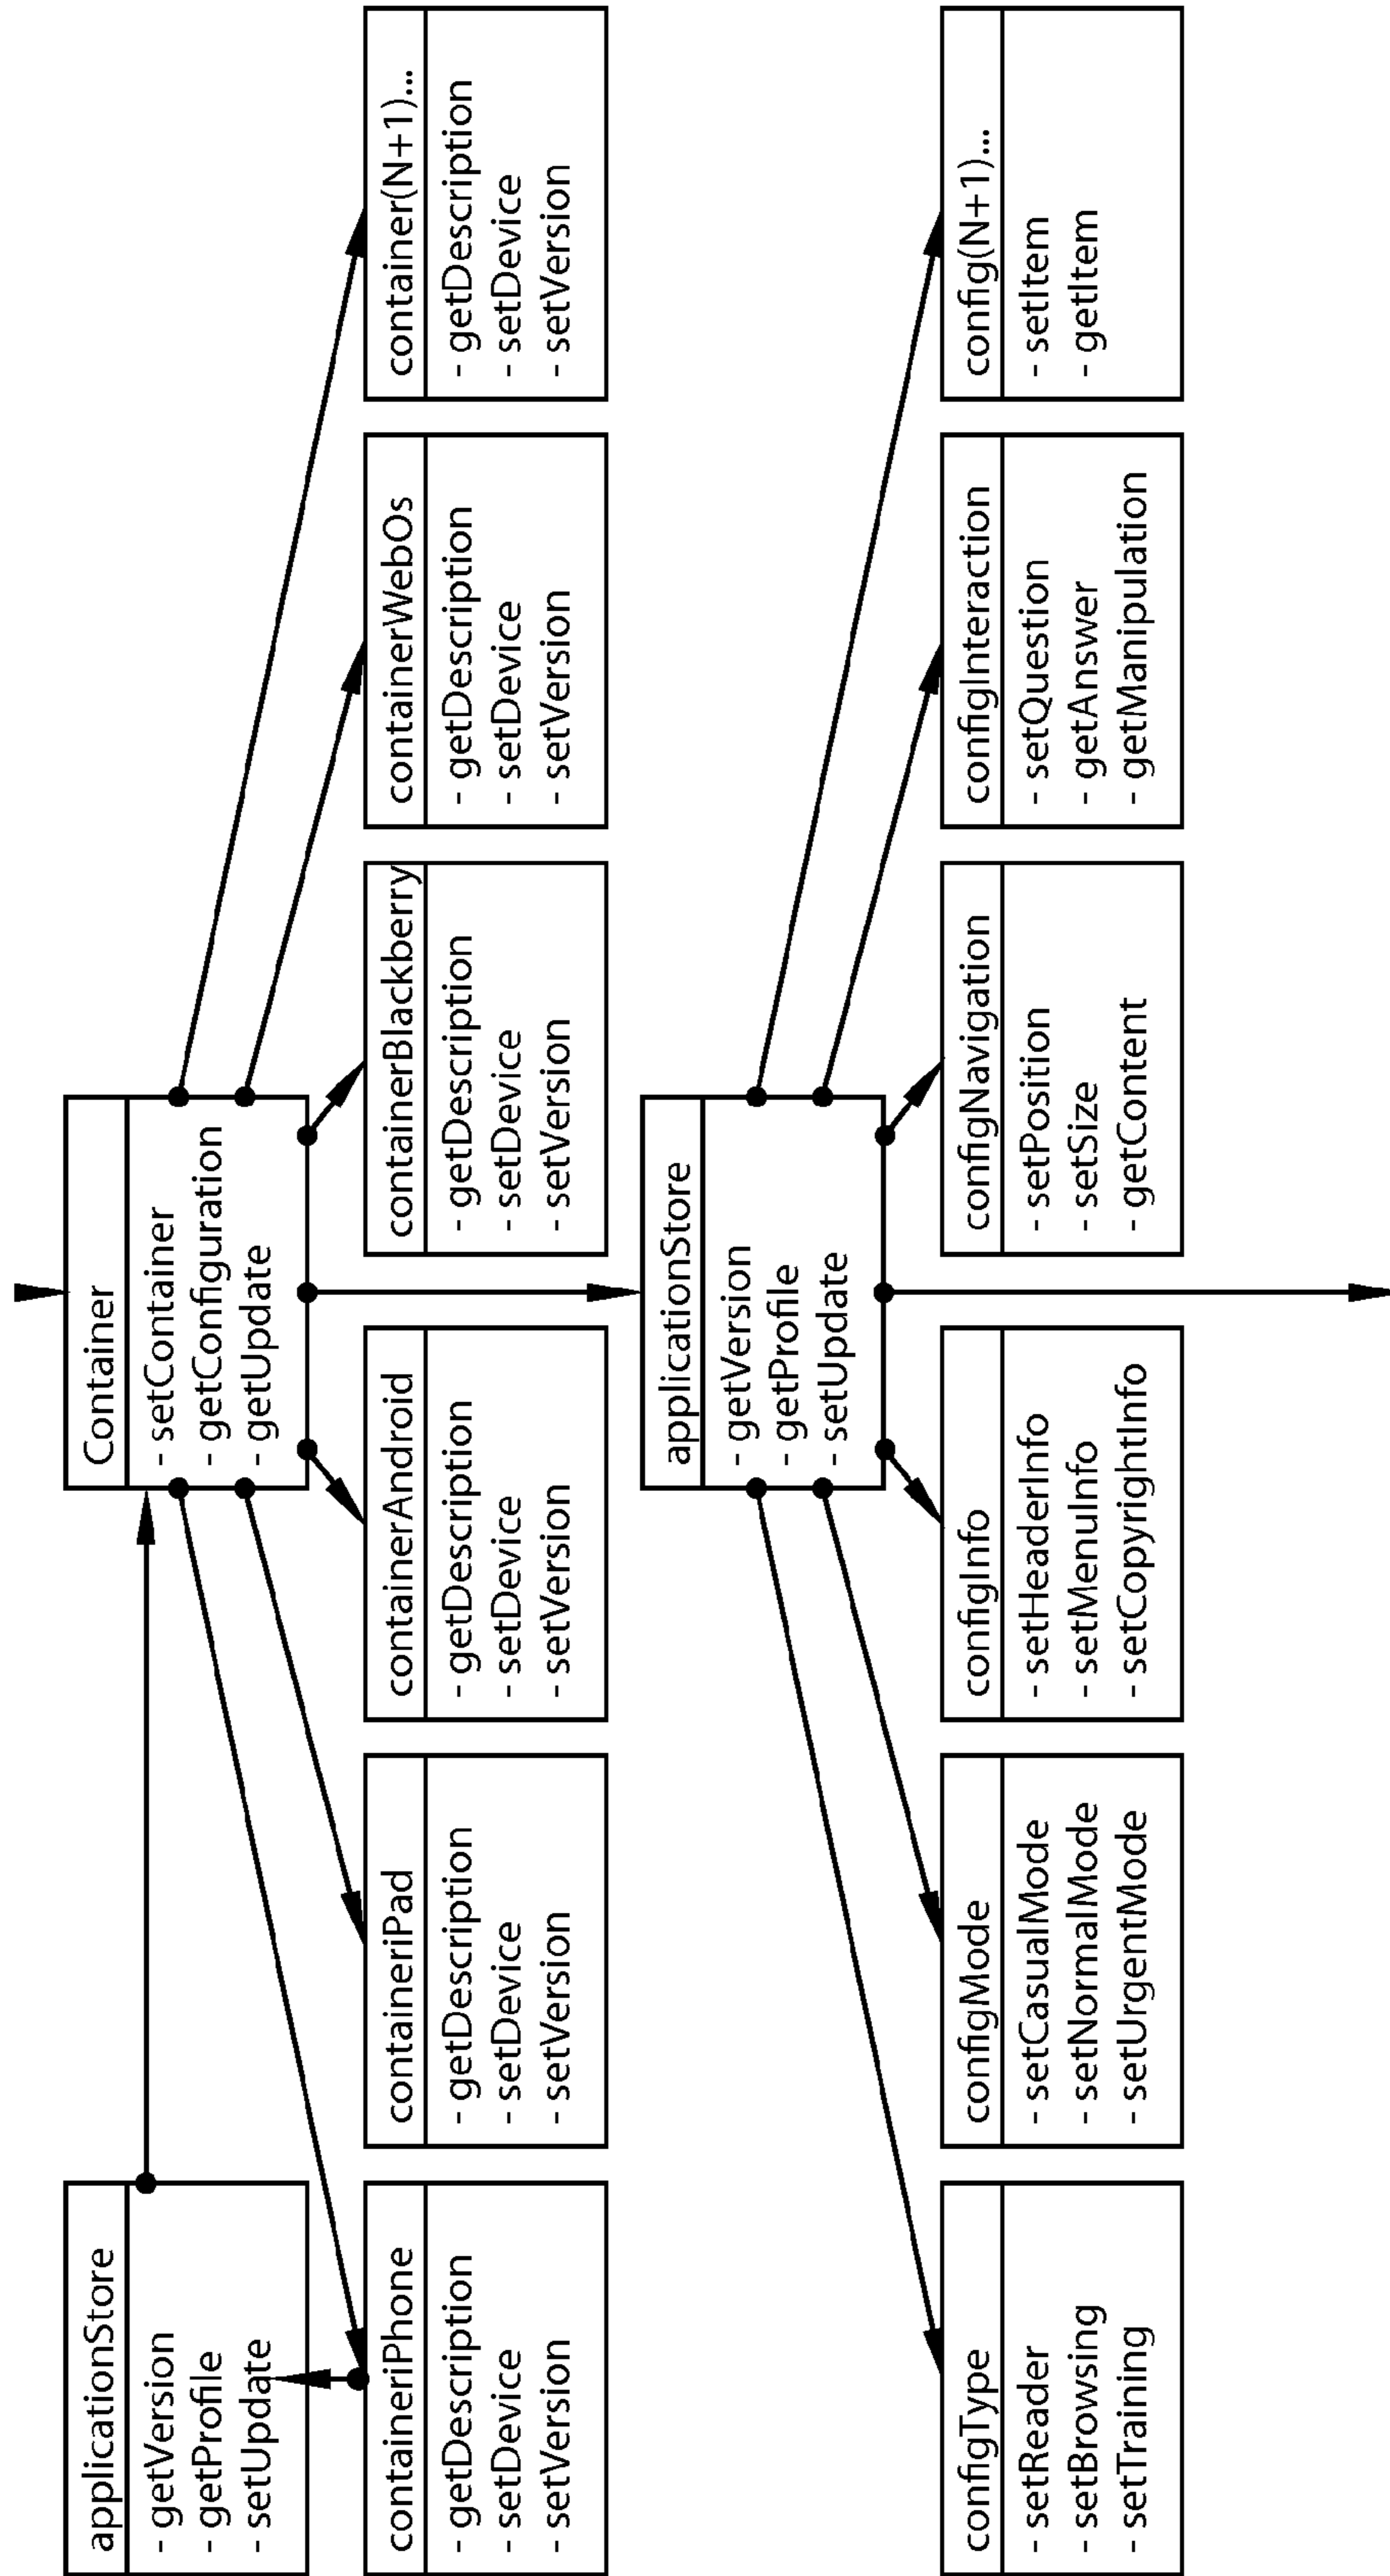 applicationStore
- getVersion
- getProfile
- setUpdate
Container
- setContainer
- getConfiguration
- getUpdate
containeriPhone
- getDescription
- setDevice
- setVersion
containeriPad
- getDescription
- setDevice
- setVersion
containerAndroid
- getDescription
- setDevice
- setVersion
containerBlackberry
- getDescription
- setDevice
- setVersion
containerWebOs
- getDescription
- setDevice
- setVersion
container(N+1)...
- getDescription
- setDevice
- setVersion
applicationStore
- getVersion
- getProfile
- setUpdate
configType
- setReader
- setBrowsing
- setTraining
configMode
- setCasualMode
- setNormalMode
- setUrgentMode
configInfo
- setHeaderInfo
- setMenuInfo
- setCopyrightInfo
configNavigation
- setPosition
- setSize
- getContent
configInteraction
- setQuestion
- getAnswer
- getManipulation
config(N+1)...
- setItem
- getItem